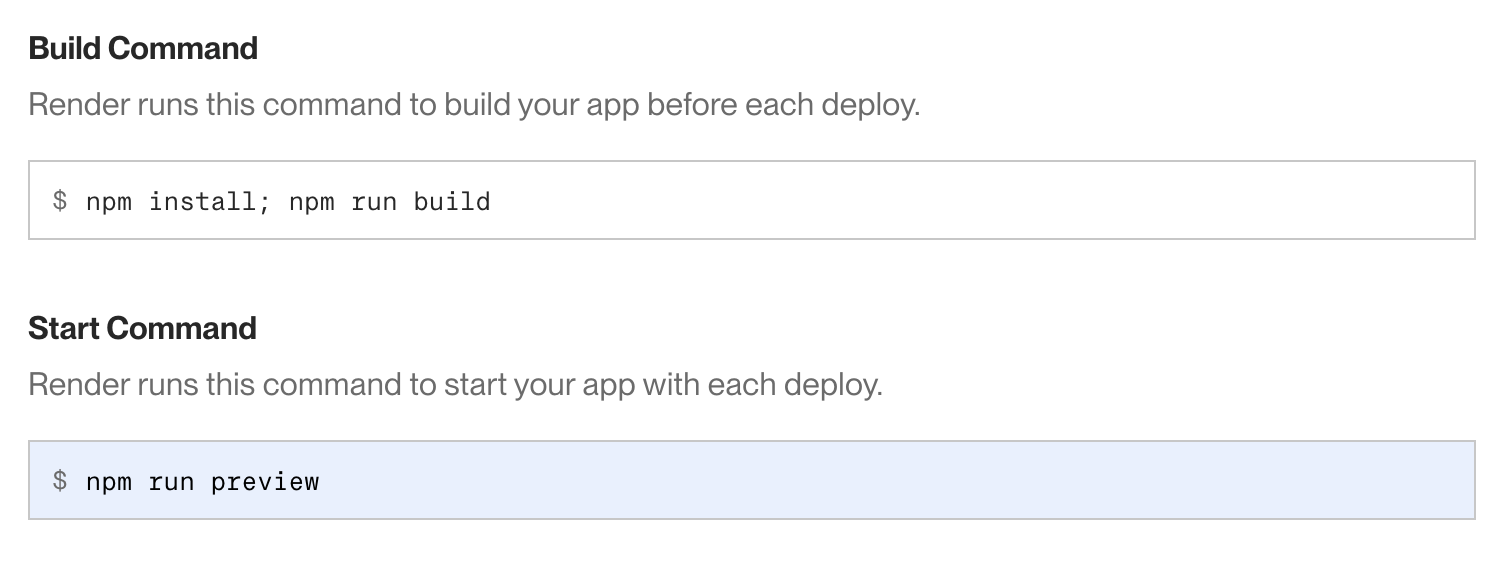 Build Command
Render runs this command to build your app before each deploy.
$ npm install; npm run build
Start Command
Render runs this command to start your app with each deploy.
$ npm run preview